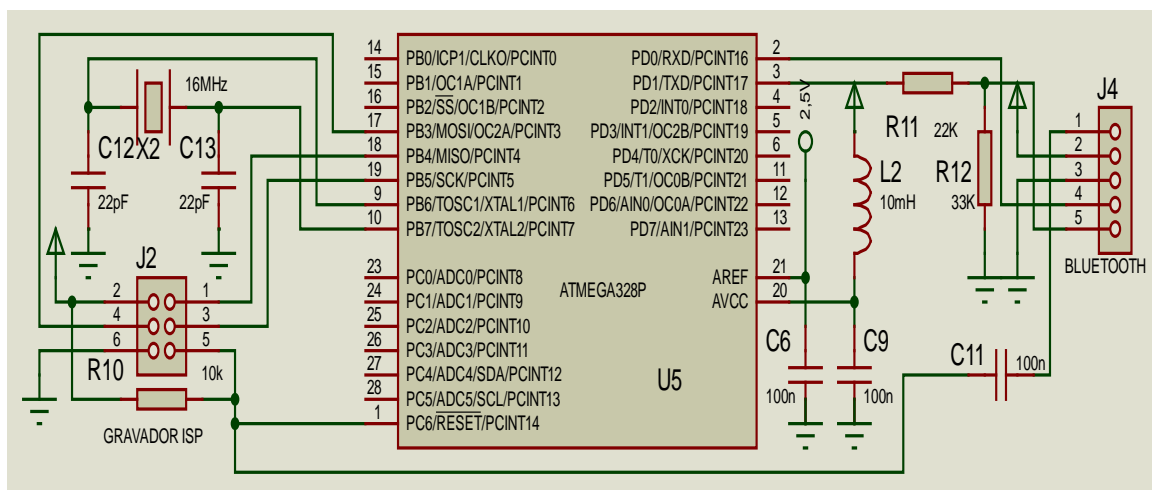 16MHz
C12
X2
C13
22pF
22pF
J2
2
1
4
3
6
5
R10
10k
GRAVADOR ISP
14
PB0/ICP1/CLKO/PCINT0
15
PB1/OC1A/PCINT1
16
PB2/SS/OC1B/PCINT2
17
PB3/MOSI/OC2A/PCINT3
18
PB4/MISO/PCINT4
19
PB5/SCK/PCINT5
9
PB6/TOSC1/XTAL1/PCINT6
10
PB7/TOSC2/XTAL2/PCINT7
23
PC0/ADC0/PCINT8
24
PC1/ADC1/PCINT9
25
PC2/ADC2/PCINT10
26
PC3/ADC3/PCINT11
27
PC4/ADC4/SDA/PCINT12
28
PC5/ADC5/SCL/PCINT13
1
PC6/RESET/PCINT14
PD0/RXD/PCINT16
2
PD1/TXD/PCINT17
3
PD2/INT0/PCINT18
4
PD3/INT1/OC2B/PCINT19
5
PD4/T0/XCK/PCINT20
6
PD5/T1/OC0B/PCINT21
11
PD6/AIN0/OC0A/PCINT22
12
PD7/AIN1/PCINT23
13
AREF
21
AVCC
20
ATMEGA328P
U5
2,5V
L2
10mH
R11
22K
R12
33K
C6
100n
C9
100n
C11
100n
J4
1
2
3
4
5
BLUETOOTH